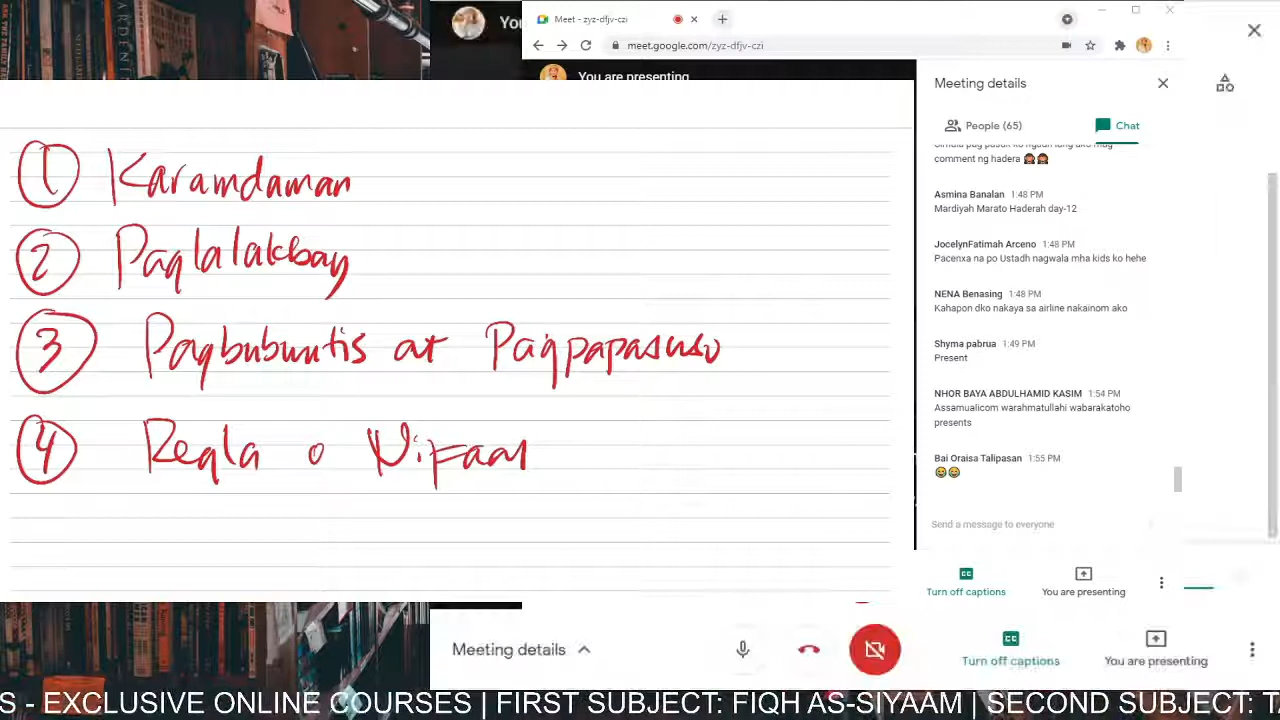 You
Meet - zyz-dfjv-czi
meet.google.com/zyz-dfjv-czi
You are presenting
Meeting details
People (65)
Chat
comment ng hadera
Asmina Banalan 1:48 PM
Mardiyah Marato Haderah day-12
JocelynFatimah Arceno 1:48 PM
Pacenxa na po Ustadh nagwala mha kids ko hehe
NENA Benasing 1:48 PM
Kahapon dko nakaya sa airline nakainom ako
Shyma pabrua 1:49 PM
Present
NHOR BAYA ABDULHAMID KASIM 1:54 PM
Assamualicom warahmatullahi wabarakatoho
presents
Bai Oraisa Talipasan 1:55 PM
Send a message to everyone
Turn off captions
You are presenting
1 Karamdaman
2 Paglalakbay
3 Pagbubuntis at Pagpapasuso
4 Regla o Nifaas
Meeting details
Turn off captions
You are presenting
S - EXCLUSIVE ONLINE COURSES | FIRST SUBJECT: FIQH AS-SIYAAM | SECOND SUBJECT: TA